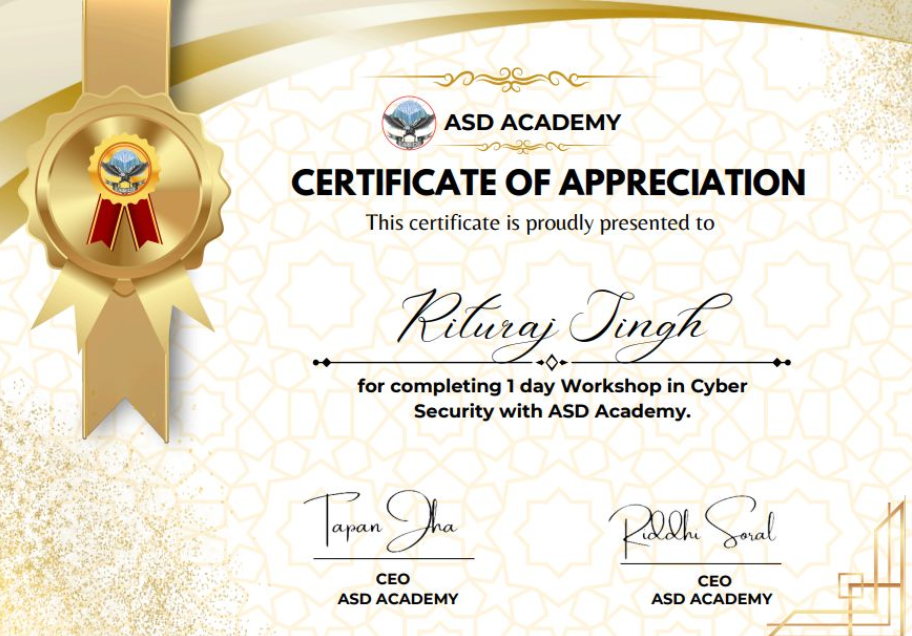 ASD ACADEMY
CERTIFICATE OF APPRECIATION
This certificate is proudly presented to
Rituraj Singh
for completing 1 day Workshop in Cyber
Security with ASD Academy.
Tapan Jha
Riddhi Soral
CEO
ASD ACADEMY
CEO
ASD ACADEMY